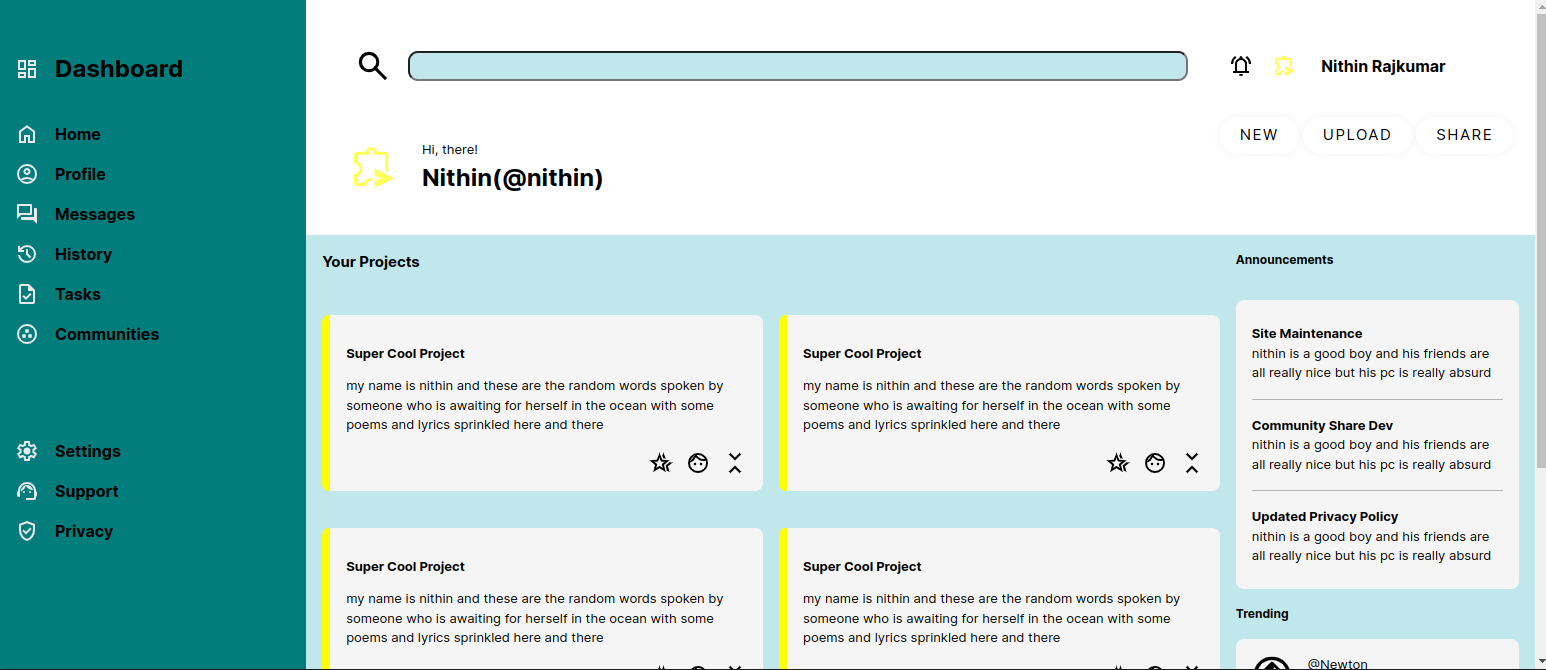 Dashboard
Home
Profile
Messages
History
Tasks
Communities
Settings
Support
Privacy
Nithin Rajkumar
Hi, there!
Nithin(@nithin)
NEW
UPLOAD
SHARE
Your Projects
Super Cool Project
my name is nithin and these are the random words spoken by
someone who is awaiting for herself in the ocean with some
poems and lyrics sprinkled here and there
Super Cool Project
my name is nithin and these are the random words spoken by
someone who is awaiting for herself in the ocean with some
poems and lyrics sprinkled here and there
Super Cool Project
my name is nithin and these are the random words spoken by
someone who is awaiting for herself in the ocean with some
poems and lyrics sprinkled here and there
Super Cool Project
my name is nithin and these are the random words spoken by
someone who is awaiting for herself in the ocean with some
poems and lyrics sprinkled here and there
Announcements
Site Maintenance
nithin is a good boy and his friends are
all really nice but his pc is really absurd
Community Share Dev
nithin is a good boy and his friends are
all really nice but his pc is really absurd
Updated Privacy Policy
nithin is a good boy and his friends are
all really nice but his pc is really absurd
Trending
@Newton